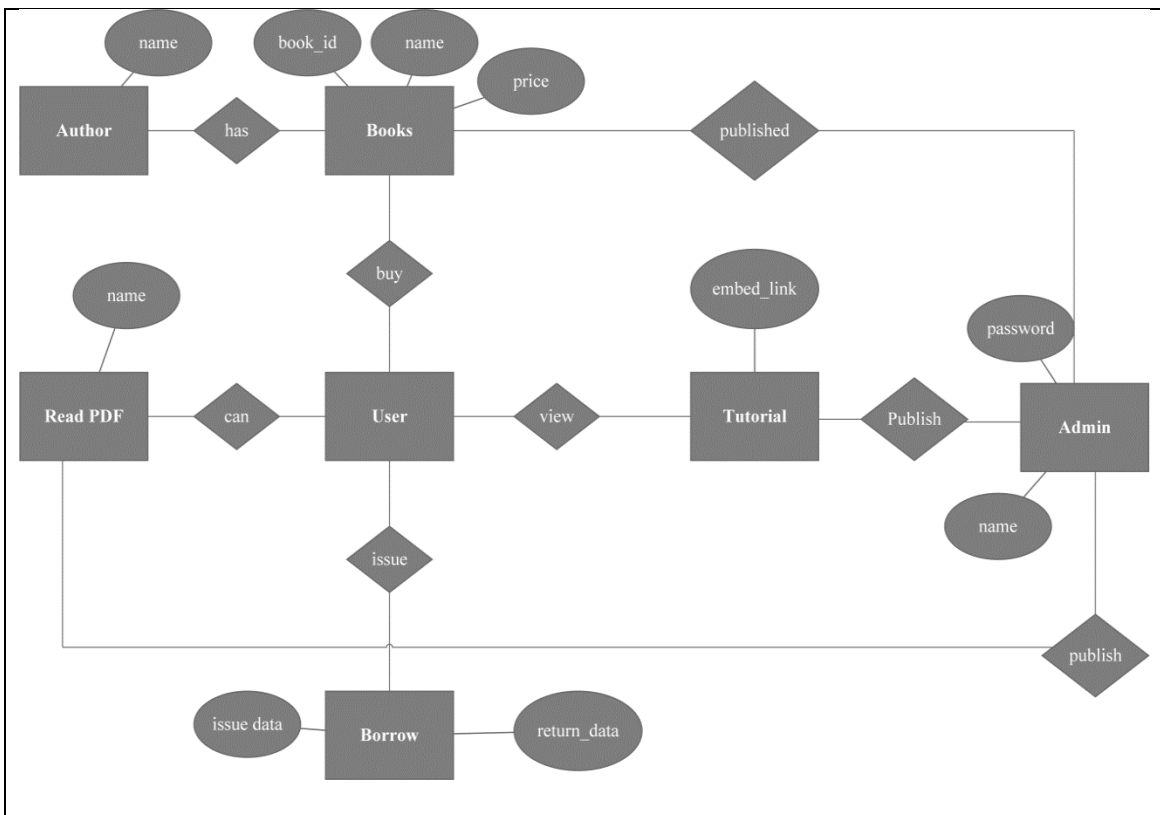 name
book_id
name
price
Author
has
Books
published
buy
name
embed_link
password
Read PDF
can
User
view
Tutorial
Publish
Admin
name
issue
publish
issue data
Borrow
return_data